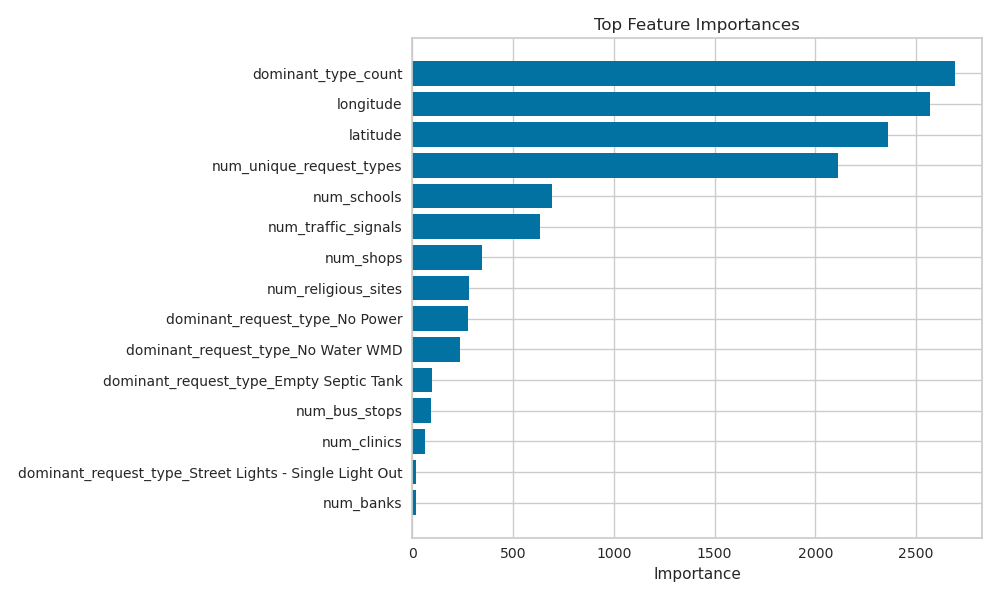 Top Feature Importances
dominant_type_count
longitude
latitude
num_unique_request_types
num_schools
num_traffic_signals
num_shops
num_religious_sites
dominant_request_type_No Power
dominant_request_type_No Water WMD
dominant_request_type_Empty Septic Tank
num_bus_stops
num_clinics
dominant_request_type_Street Lights - Single Light Out
num_banks
0 500 1000 1500 2000 2500
Importance